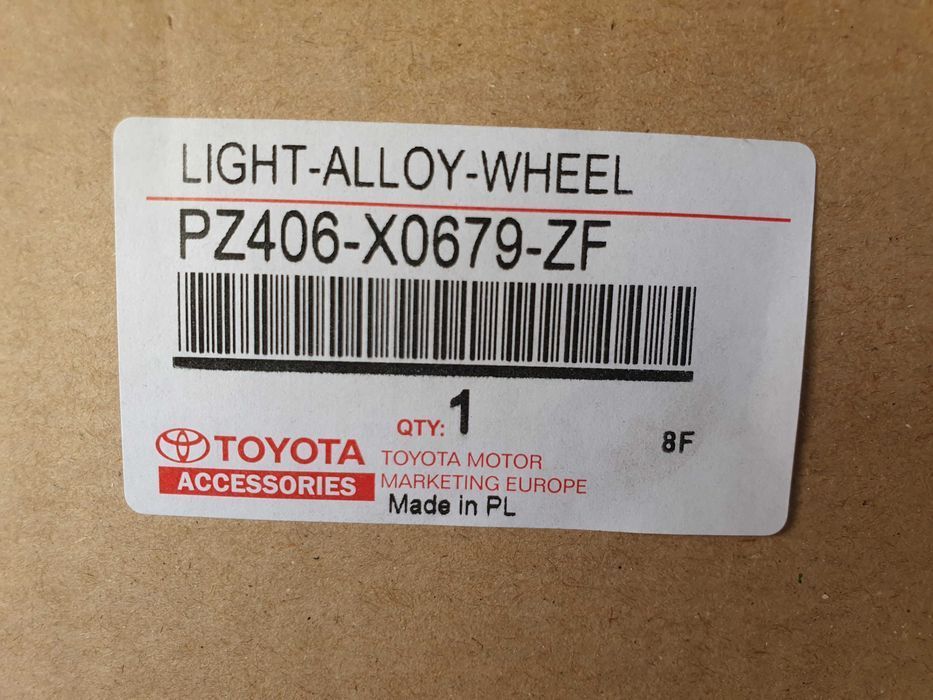 LIGHT-ALLOY-WHEEL
PZ406-X0679-ZF
QTY: 1
8F
TOYOTA
ACCESSORIES
TOYOTA MOTOR
MARKETING EUROPE
Made in PL